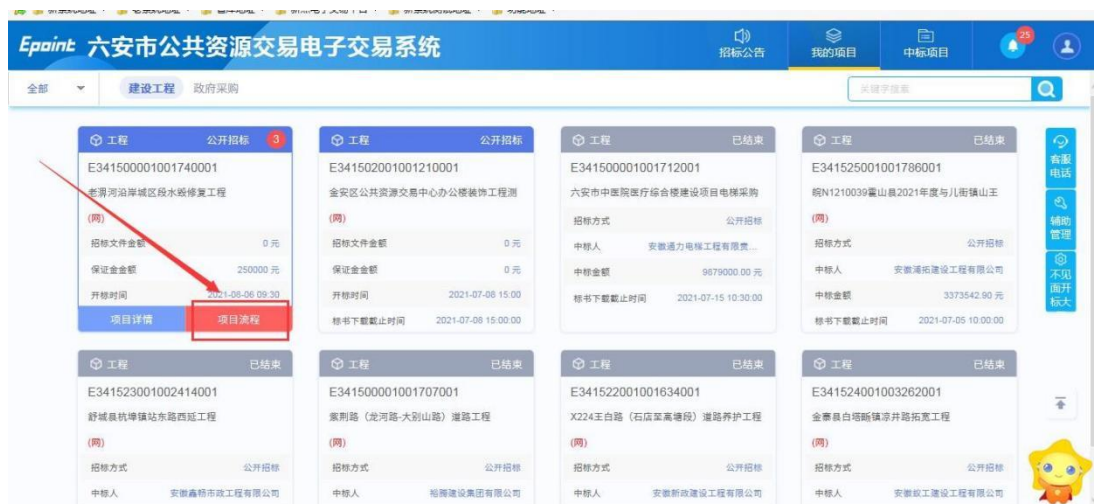 Epoint 六安市公共资源交易电子交易系统
招标公告
我的项目
中标项目
25
全部
建设工程
政府采购
关键字搜索
工程 公开招标 3
E3415000001001740001
老淠河沿岸城区段水毁修复工程
(网)
招标文件金额 0 元
保证金金额 250000 元
开标时间 2021-08-06 09:30
项目详情 项目流程
工程 公开招标
E3415020001001210001
金安区公共资源交易中心办公楼装饰工程测
(网)
招标文件金额 0 元
保证金金额 0 元
开标时间 2021-07-08 15:00
标书下载截止时间 2021-07-08 15:00:00
工程 已结束
E3415000001001712001
六安市中医院医疗综合楼建设项目电梯采购
招标方式 公开招标
中标人 安徽通力电梯工程有限责...
中标金额 9879000.00 元
标书下载截止时间 2021-07-15 10:30:00
工程 已结束
E3415250001001786001
皖N1210039霍山县2021年度与儿街镇山王
(网)
招标方式 公开招标
中标人 安徽浦拓建设工程有限公司
中标金额 3373542.90 元
标书下载截止时间 2021-07-05 10:00:00
客服
电话
辅助
管理
不见
面开
标大
工程 已结束
E3415230001002414001
舒城县杭埠镇站东路西延工程
(网)
招标方式 公开招标
中标人 安徽鑫畅市政工程有限公司
工程 已结束
E3415000001001707001
紫荆路(龙河路-大别山路)道路工程
(网)
招标方式 公开招标
中标人 裕腾建设集团有限公司
工程 已结束
E3415220001001634001
X224王白路(石店至高塘段)道路养护工程
(网)
招标方式 公开招标
中标人 安徽新政建设工程有限公司
工程 已结束
E3415240001003262001
金寨县白塔畈镇凉井路拓宽工程
(网)
招标方式 公开招标
中标人 安徽政工建设工程有限公司